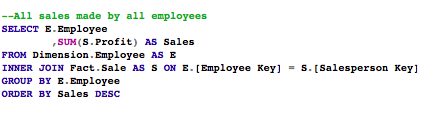 --All sales made by all employees
SELECT E.Employee
,SUM(S.Profit) AS Sales
FROM Dimension.Employee AS E
INNER JOIN Fact.Sale AS S ON E.[Employee Key] = S.[Salesperson Key]
GROUP BY E.Employee
ORDER BY Sales DESC